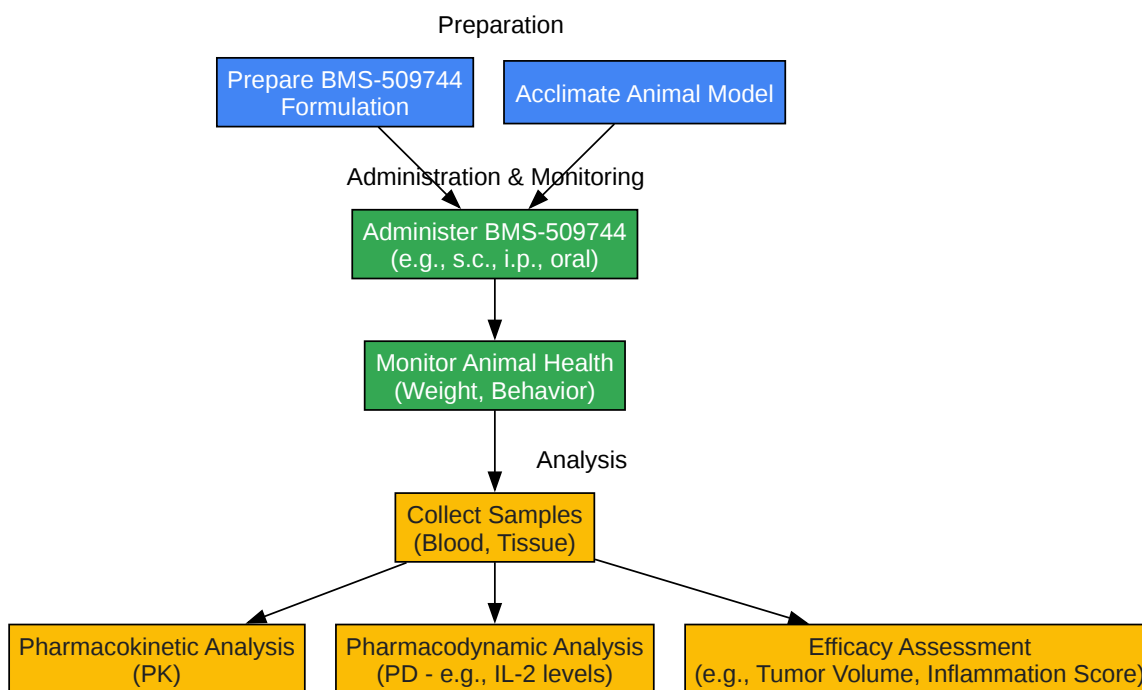 Preparation
Prepare BMS-509744
Formulation
Acclimate Animal Model
Administration & Monitoring
Administer BMS-509744
(e.g., s.c., i.p., oral)
Monitor Animal Health
(Weight, Behavior)
Analysis
Collect Samples
(Blood, Tissue)
Pharmacokinetic Analysis
(PK)
Pharmacodynamic Analysis
(PD - e.g., IL-2 levels)
Efficacy Assessment
(e.g., Tumor Volume, Inflammation Score)